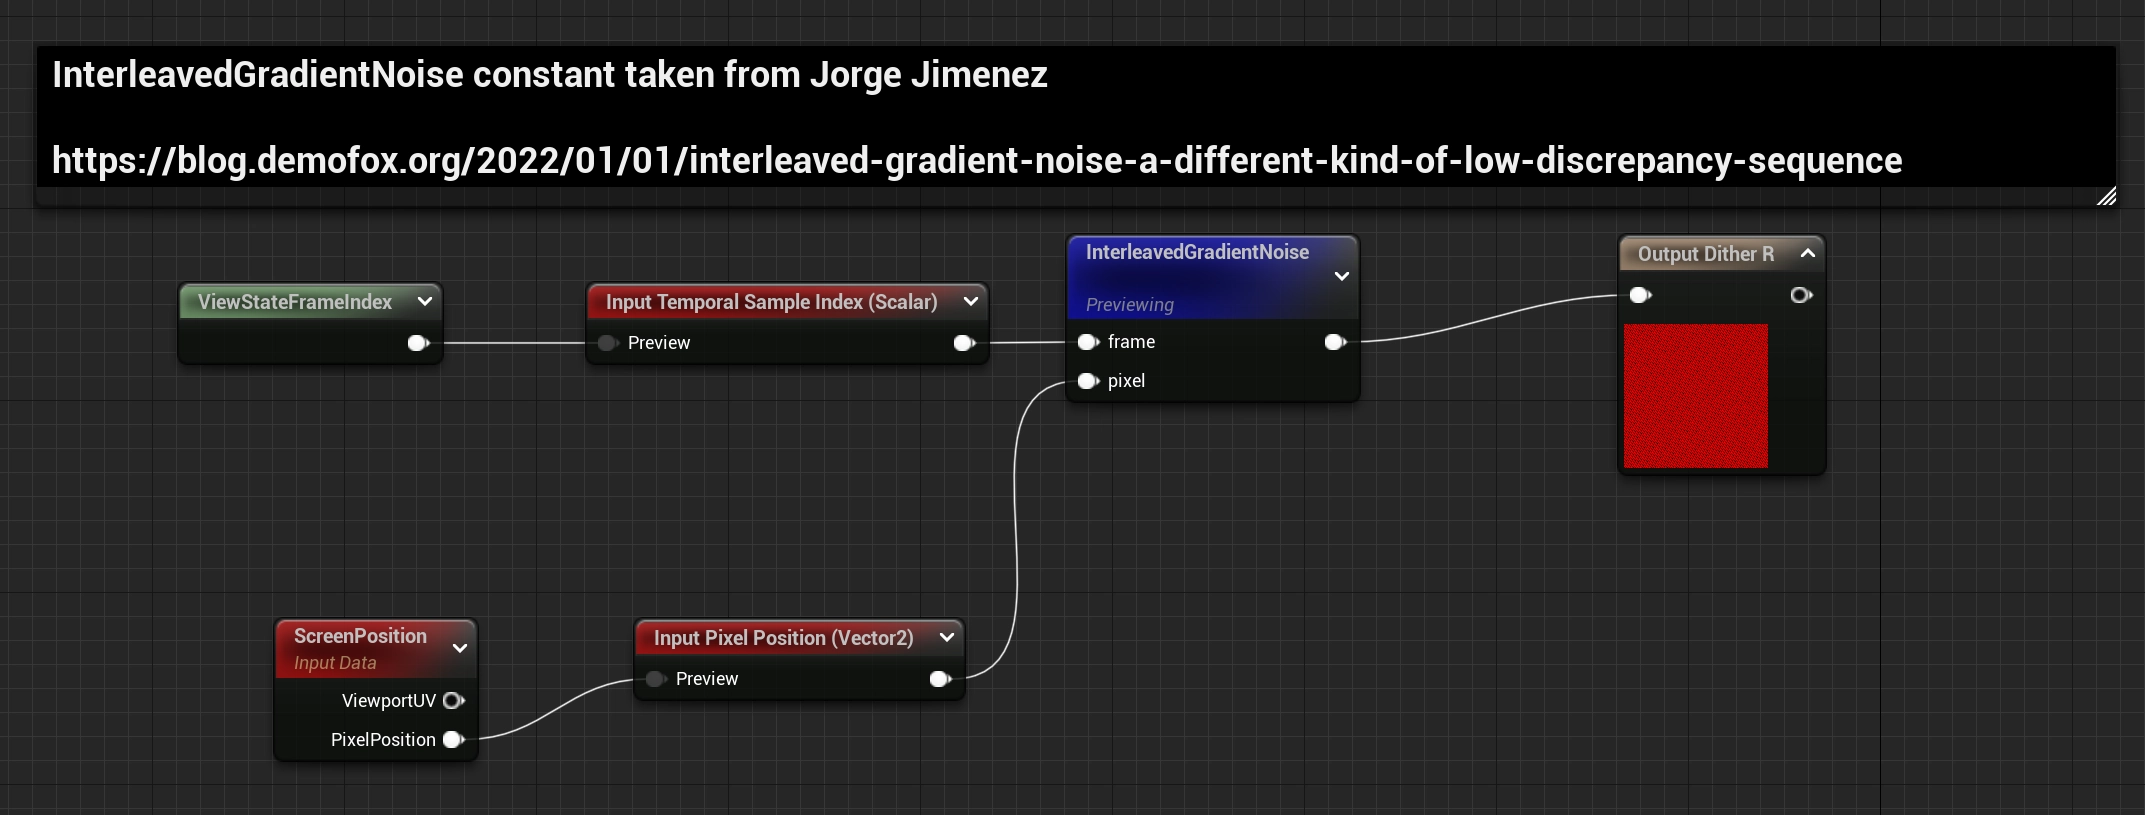 InterleavedGradientNoise constant taken from Jorge Jimenez
https://blog.demofox.org/2022/01/01/interleaved-gradient-noise-a-different-kind-of-low-discrepancy-sequence
ViewStateFrameIndex
Input Temporal Sample Index (Scalar)
Preview
InterleavedGradientNoise
Previewing
frame
pixel
Output Dither R
ScreenPosition
Input Data
ViewportUV
PixelPosition
Input Pixel Position (Vector2)
Preview